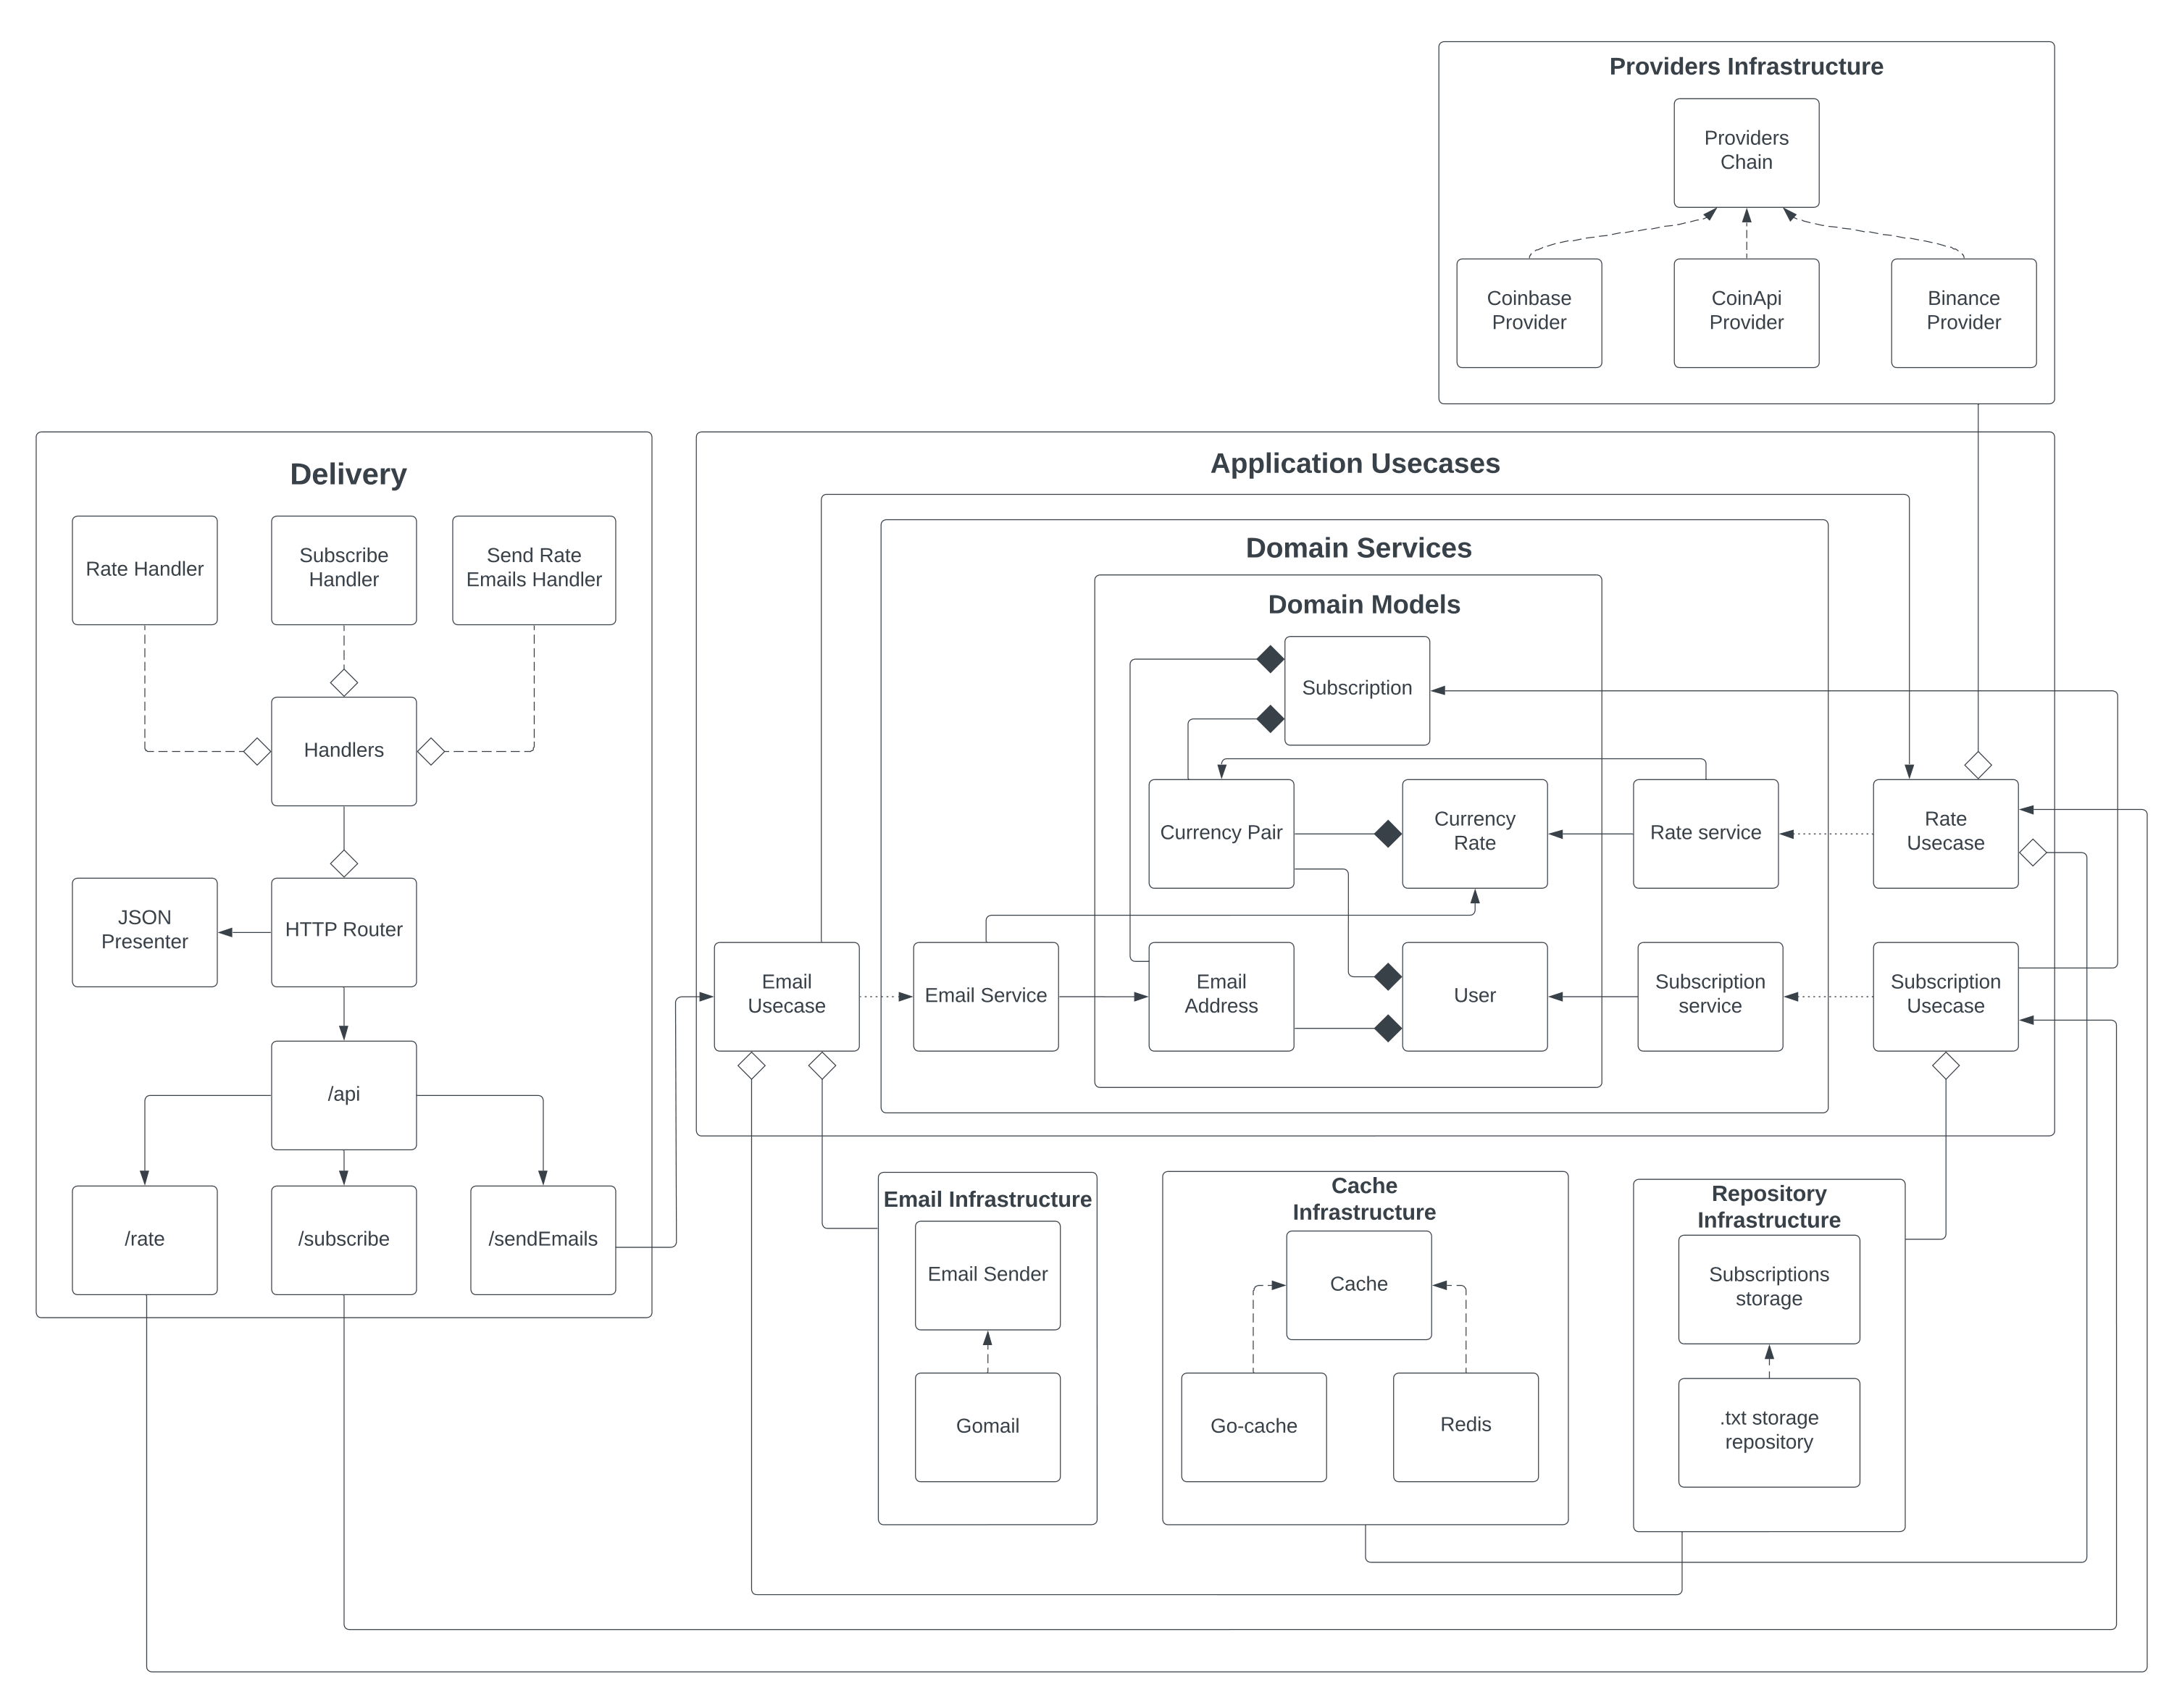 Providers Infrastructure
Providers
Chain
Coinbase
Provider
CoinApi
Provider
Binance
Provider
Delivery
Rate Handler
Subscribe
Handler
Send Rate
Emails Handler
Handlers
JSON
Presenter
HTTP Router
/api
/rate
/subscribe
/sendEmails
Application Usecases
Domain Services
Domain Models
Subscription
Currency Pair
Currency
Rate
Rate service
Rate
Usecase
Email
Usecase
Email Service
Email
Address
User
Subscription
service
Subscription
Usecase
Email Infrastructure
Email Sender
Gomail
Cache
Infrastructure
Cache
Go-cache
Redis
Repository
Infrastructure
Subscriptions
storage
.txt storage
repository